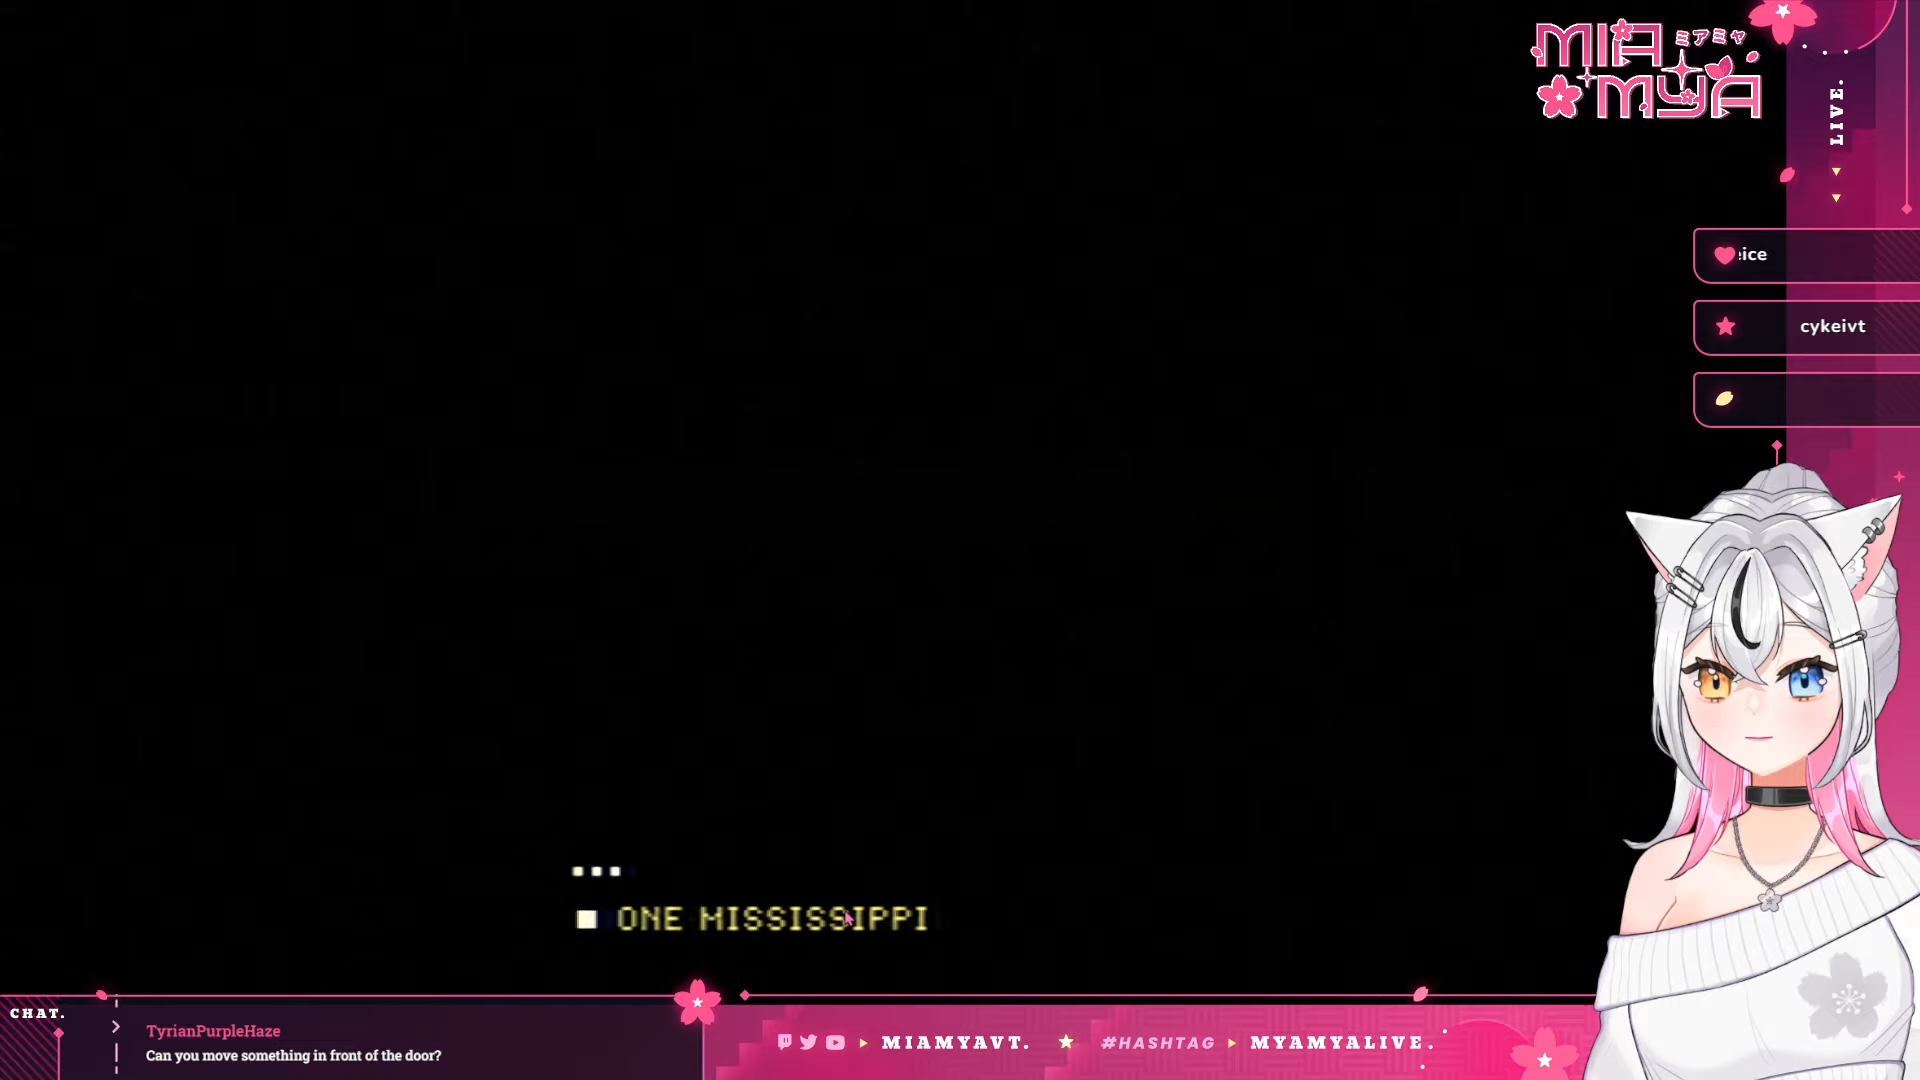 MIA ミアミヤ
MYA
LIVE.
eice
cykeivt
...
ONE MISSISSIPPI
CHAT.
TyrianPurpleHaze
Can you move something in front of the door?
MIAMYAVT.
#HASHTAG
MYAMYALIVE.